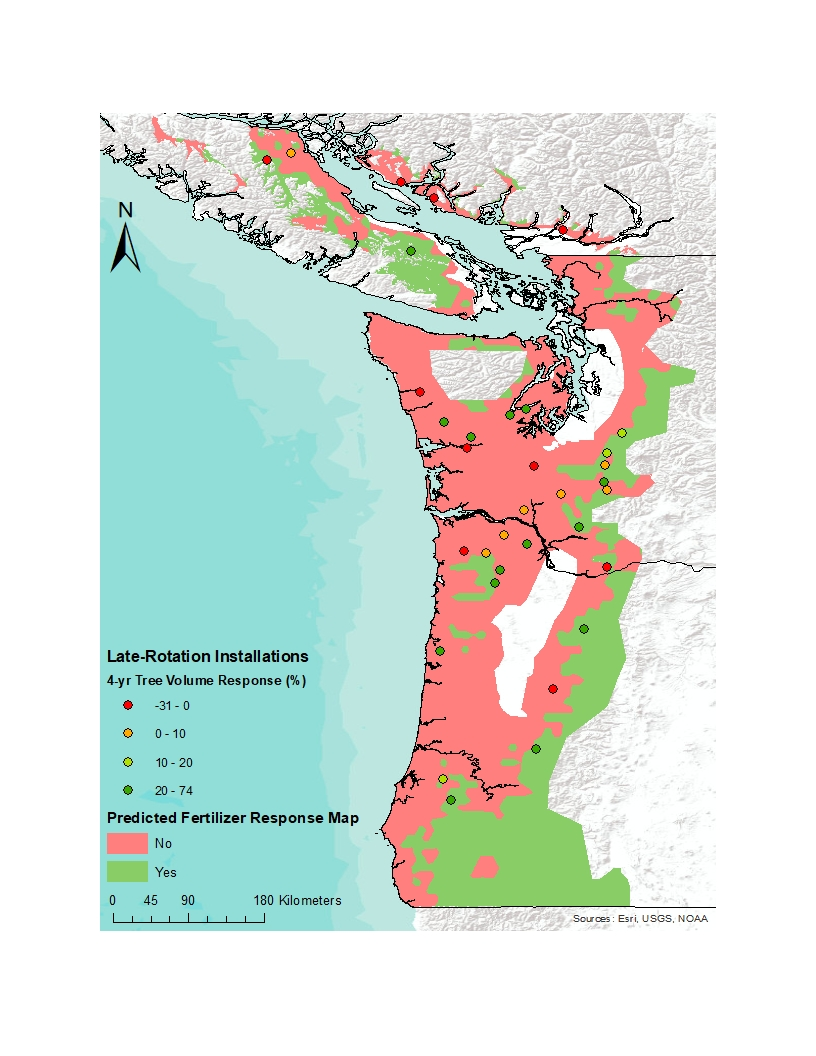 N
Late-Rotation Installations
4-yr Tree Volume Response (%)
-31 - 0
0 - 10
10 - 20
20 - 74
Predicted Fertilizer Response Map
No
Yes
0 45 90 180 Kilometers
Sources: Esri, USGS, NOAA